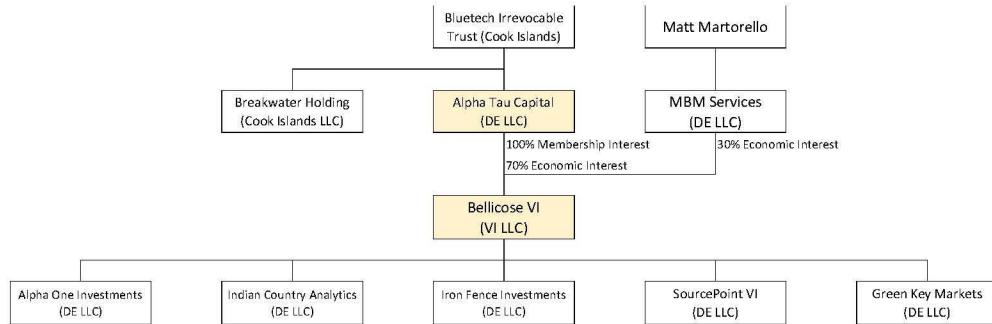 Bluetech Irrevocable
Trust (Cook Islands)
Matt Martorello
Breakwater Holding
(Cook Islands LLC)
Alpha Tau Capital
(DE LLC)
MBM Services
(DE LLC)
100% Membership Interest
70% Economic Interest
30% Economic Interest
Bellicose VI
(VI LLC)
Alpha One Investments
(DE LLC)
Indian Country Analytics
(DE LLC)
Iron Fence Investments
(DE LLC)
SourcePoint VI
(DE LLC)
Green Key Markets
(DE LLC)